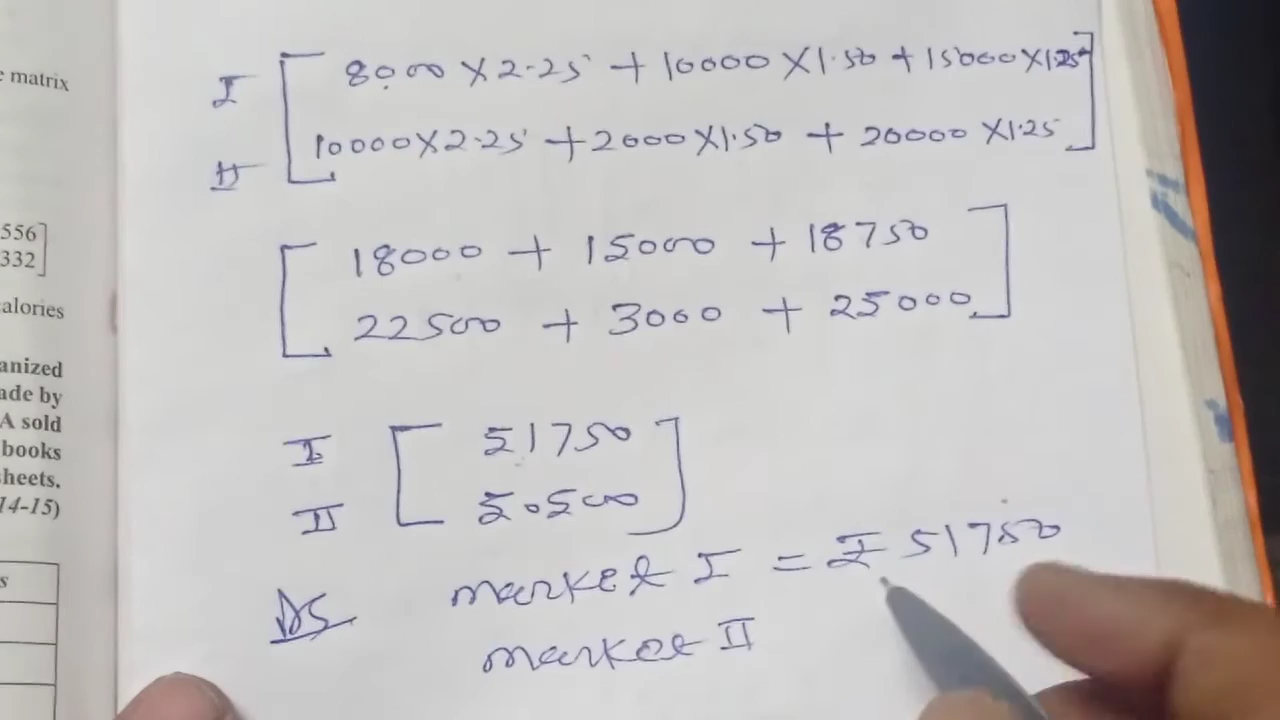 e matrix
556
332
calories
anized
ade by
A sold
books
heets,
14-15)
s
I [ 8000 X 2.25 + 10000 X 1.50 + 15000 X 1.25 ]
II [ 10000 X 2.25 + 2000 X 1.50 + 20000 X 1.25 ]
[ 18000 + 15000 + 18750 ]
[ 22500 + 3000 + 25000 ]
I [ 51750 ]
II [ 50500 ]
market I = ₹ 51750
market II